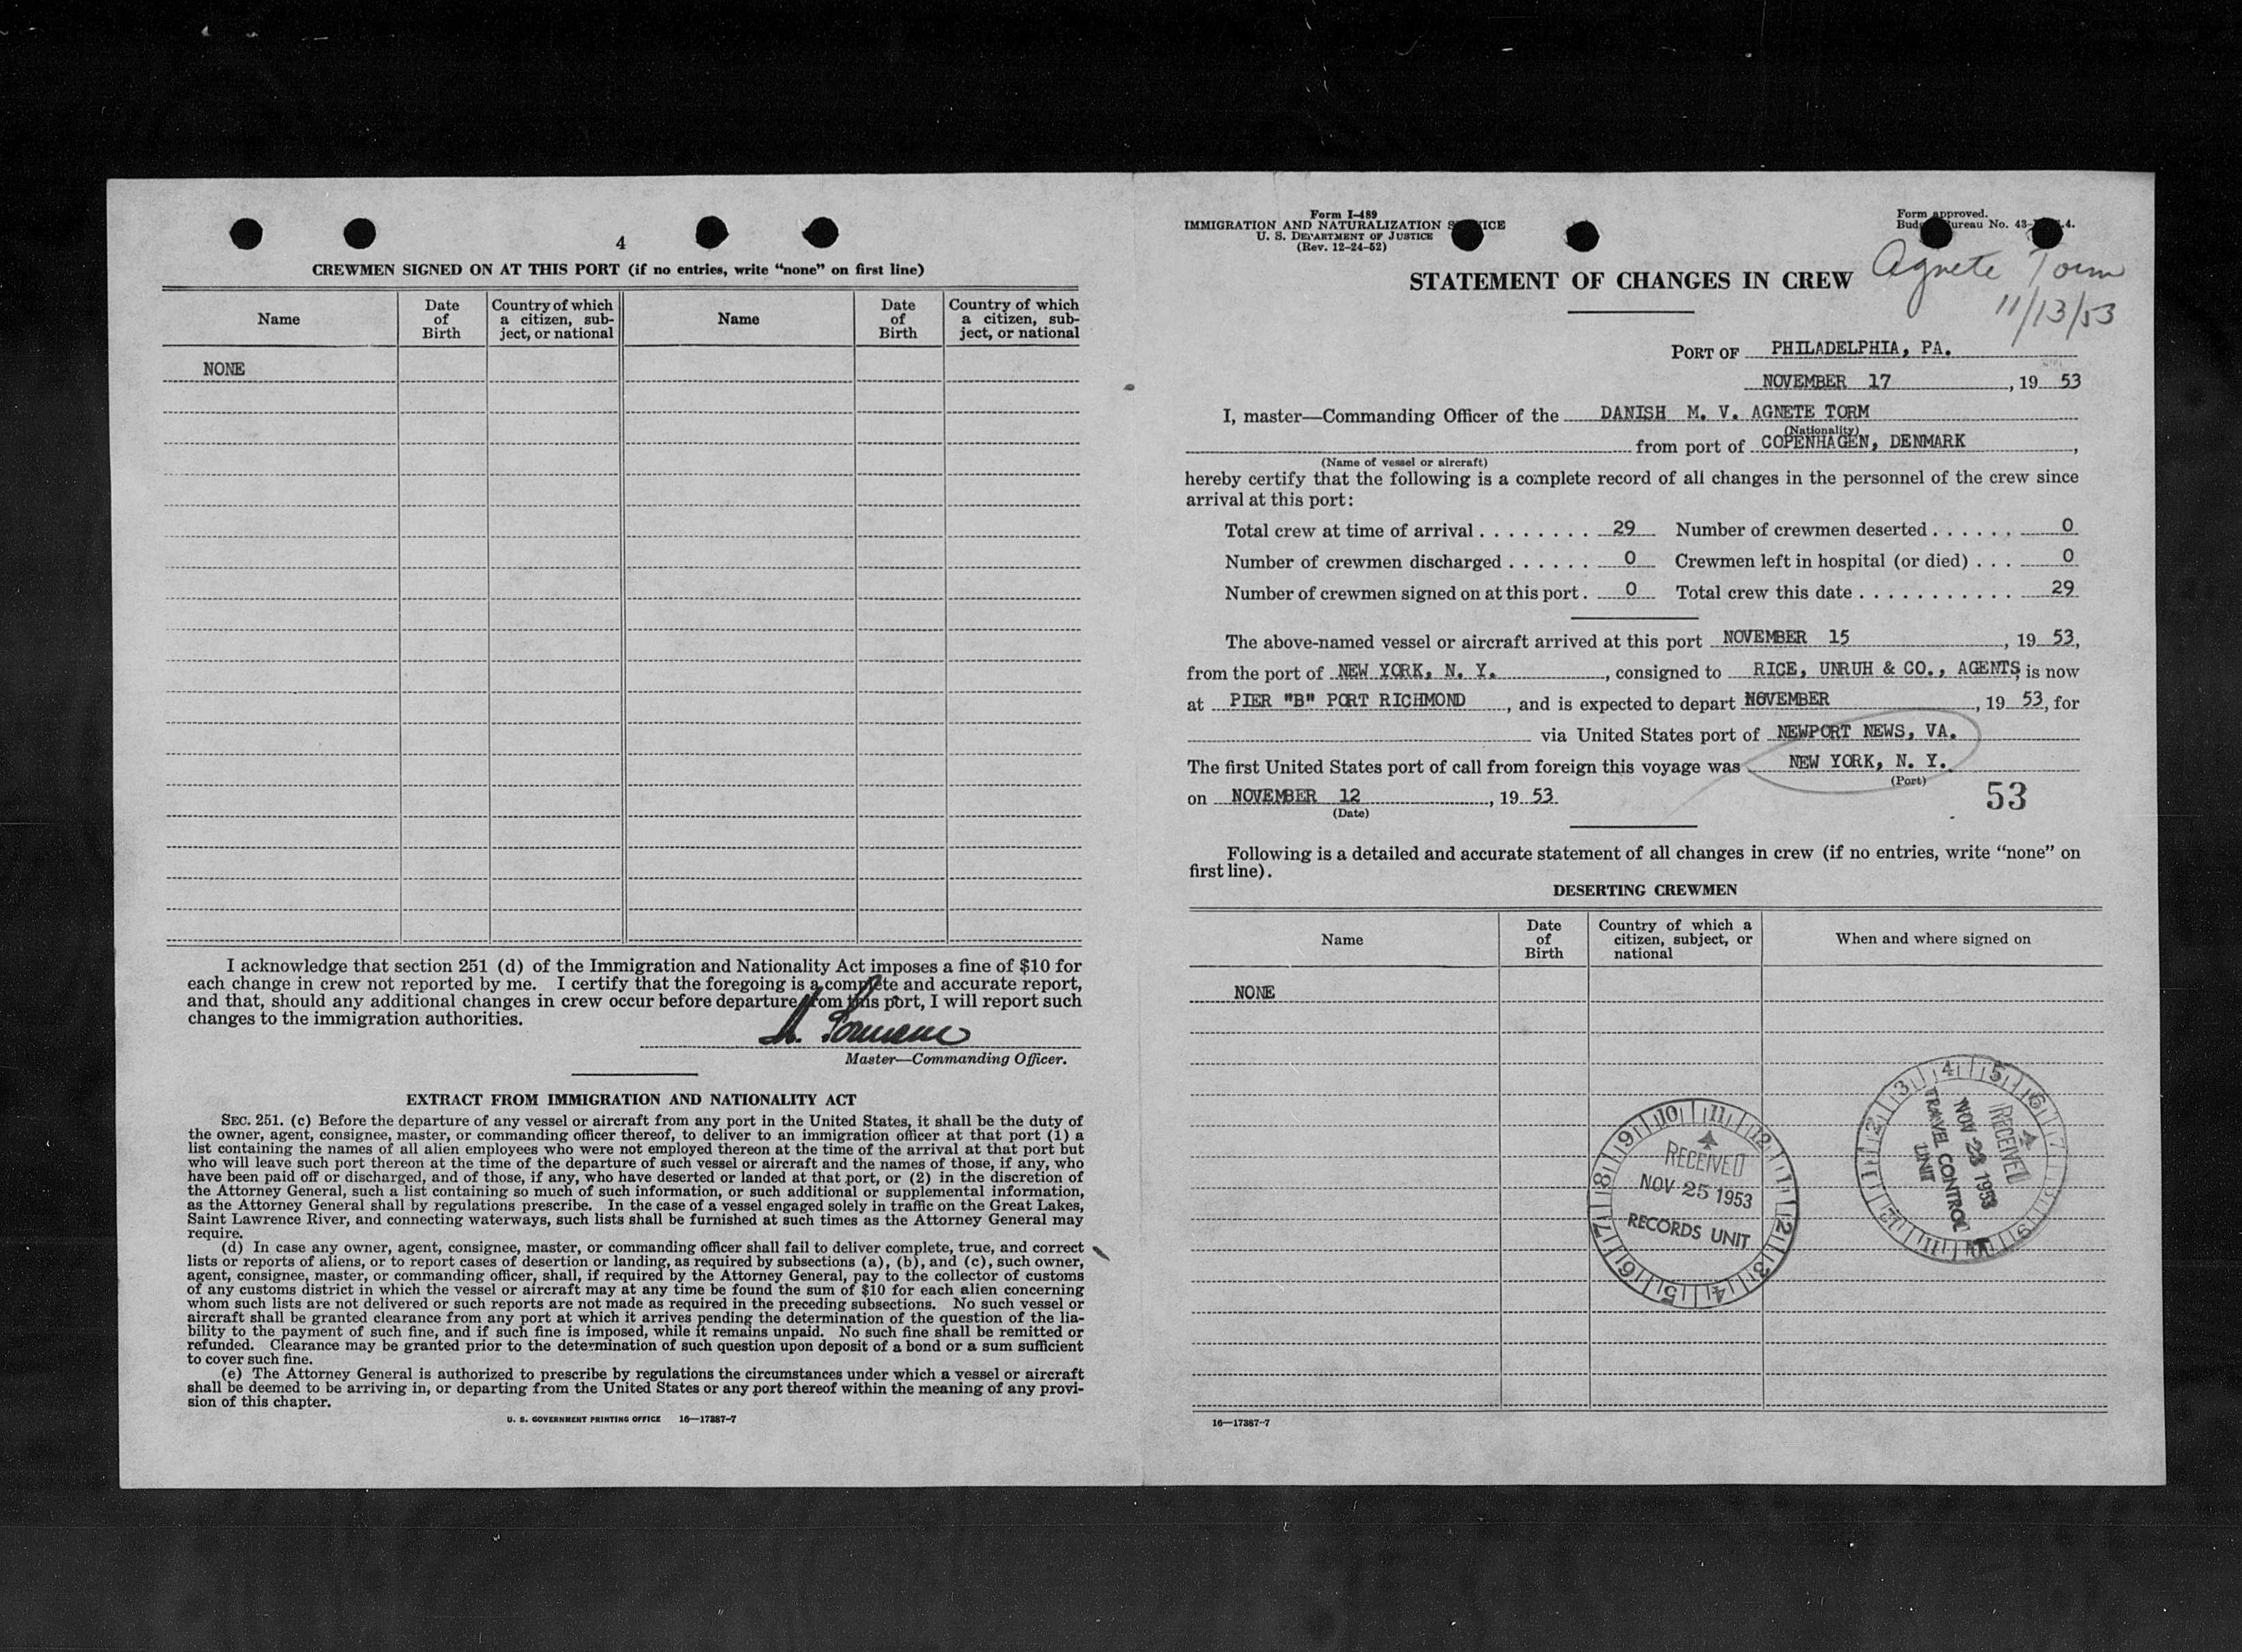 4
CREWMEN SIGNED ON AT THIS PORT (if no entries, write “none” on first line)
Name
Date of Birth
Country of which a citizen, sub-ject, or national
Name
Date of Birth
Country of which a citizen, sub-ject, or national
NONE
I acknowledge that section 251 (d) of the Immigration and Nationality Act imposes a fine of $10 for
each change in crew not reported by me. I certify that the foregoing is a complete and accurate report,
and that, should any additional changes in crew occur before departure from this port, I will report such
changes to the immigration authorities.
Master—Commanding Officer.
EXTRACT FROM IMMIGRATION AND NATIONALITY ACT
SEC. 251. (c) Before the departure of any vessel or aircraft from any port in the United States, it shall be the duty of
the owner, agent, consignee, master, or commanding officer thereof, to deliver to an immigration officer at that port (1) a
list containing the names of all alien employees who were not employed thereon at the time of the arrival at that port but
who will leave such port thereon at the time of the departure of such vessel or aircraft and the names of those, if any, who
have been paid off or discharged, and of those, if any, who have deserted or landed at that port, or (2) in the discretion of
the Attorney General, such a list containing so much of such information, or such additional or supplemental information,
as the Attorney General shall by regulations prescribe. In the case of a vessel engaged solely in traffic on the Great Lakes,
Saint Lawrence River, and connecting waterways, such lists shall be furnished at such times as the Attorney General may
require.
(d) In case any owner, agent, consignee, master, or commanding officer shall fail to deliver complete, true, and correct
lists or reports of aliens, or to report cases of desertion or landing, as required by subsections (a), (b), and (c), such owner,
agent, consignee, master, or commanding officer, shall, if required by the Attorney General, pay to the collector of customs
of any customs district in which the vessel or aircraft may at any time be found the sum of $10 for each alien concerning
whom such lists are not delivered or such reports are not made as required in the preceding subsections. No such vessel or
aircraft shall be granted clearance from any port at which it arrives pending the determination of the question of the lia-
bility to the payment of such fine, and if such fine is imposed, while it remains unpaid. No such fine shall be remitted or
refunded. Clearance may be granted prior to the determination of such question upon deposit of a bond or a sum sufficient
to cover such fine.
(e) The Attorney General is authorized to prescribe by regulations the circumstances under which a vessel or aircraft
shall be deemed to be arriving in, or departing from the United States or any port thereof within the meaning of any provi-
sion of this chapter.
U. S. GOVERNMENT PRINTING OFFICE 16—17387-7
Form I-489
IMMIGRATION AND NATURALIZATION SERVICE
U. S. DEPARTMENT OF JUSTICE
(Rev. 12-24-52)
Form approved.
Budget Bureau No. 43-
STATEMENT OF CHANGES IN CREW
Agnete Torm
11/13/53
PORT OF PHILADELPHIA, PA.
NOVEMBER 17, 19 53
I, master—Commanding Officer of the DANISH M. V. AGNETE TORM
(Nationality)
from port of COPENHAGEN, DENMARK,
(Name of vessel or aircraft)
hereby certify that the following is a complete record of all changes in the personnel of the crew since
arrival at this port:
Total crew at time of arrival . . . . . . . . 29 Number of crewmen deserted . . . . . . 0
Number of crewmen discharged . . . . . . 0 Crewmen left in hospital (or died) . . . 0
Number of crewmen signed on at this port . 0 Total crew this date . . . . . . . . . . . . 29
The above-named vessel or aircraft arrived at this port NOVEMBER 15, 19 53,
from the port of NEW YORK, N. Y., consigned to RICE, UNRUH & CO., AGENTS, is now
at PIER "B" PORT RICHMOND, and is expected to depart NOVEMBER, 19 53, for
via United States port of NEWPORT NEWS, VA.
The first United States port of call from foreign this voyage was NEW YORK, N. Y.
(Port)
on NOVEMBER 12, 19 53
(Date)
53
Following is a detailed and accurate statement of all changes in crew (if no entries, write “none” on
first line).
DESERTING CREWMEN
Name
Date of Birth
Country of which a citizen, subject, or national
When and where signed on
NONE
10 11 12 1 2 3 4 5 6 7 8 9
RECEIVED
NOV 25 1953
RECORDS UNIT
RECEIVED
NOV 23 1953
TRAVEL CONTROL
UNIT
16—17387-7